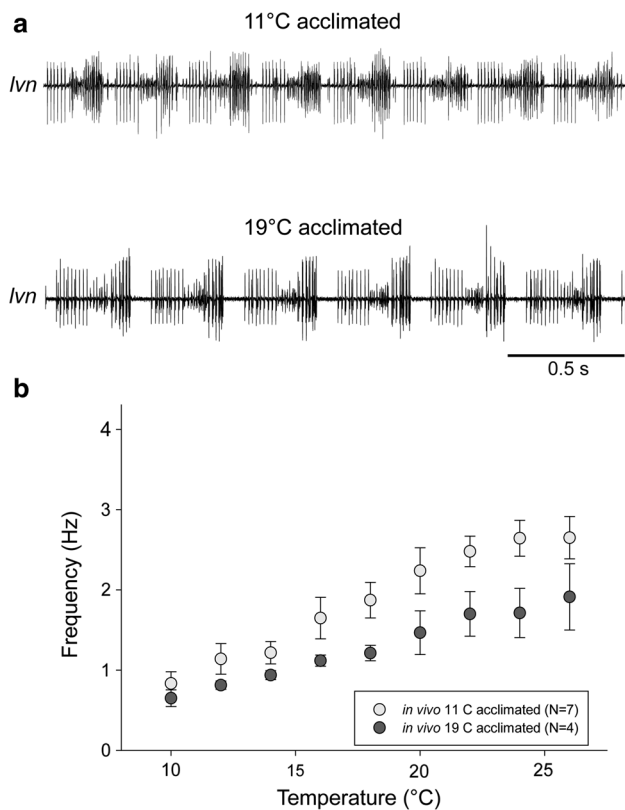 a
11°C acclimated
lvn
19°C acclimated
lvn
0.5 s
b
4
3
2
1
0
Frequency (Hz)
in vivo 11 C acclimated (N=7)
in vivo 19 C acclimated (N=4)
10
15
20
25
Temperature (°C)